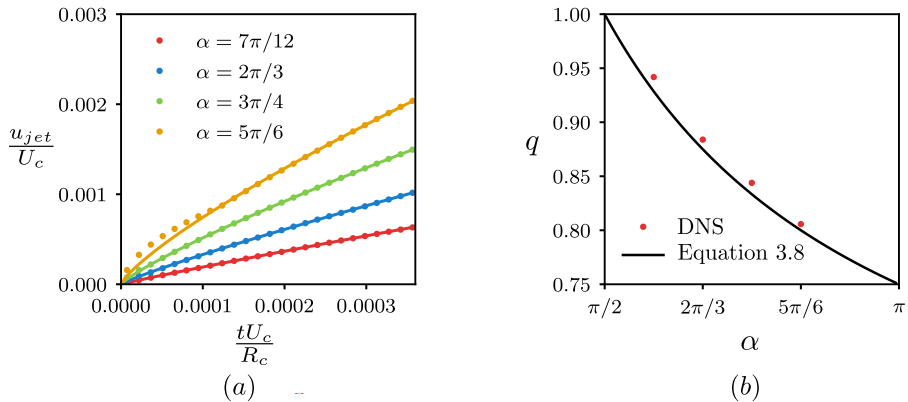 0.003
0.002
0.001
0.000
u_{jet}
U_c
α = 7π/12
α = 2π/3
α = 3π/4
α = 5π/6
0.0000 0.0001 0.0002 0.0003
tU_c
R_c
(a)
1.00
0.95
0.90
0.85
0.80
0.75
q
DNS
Equation 3.8
π/2 2π/3 5π/6 π
α
(b)